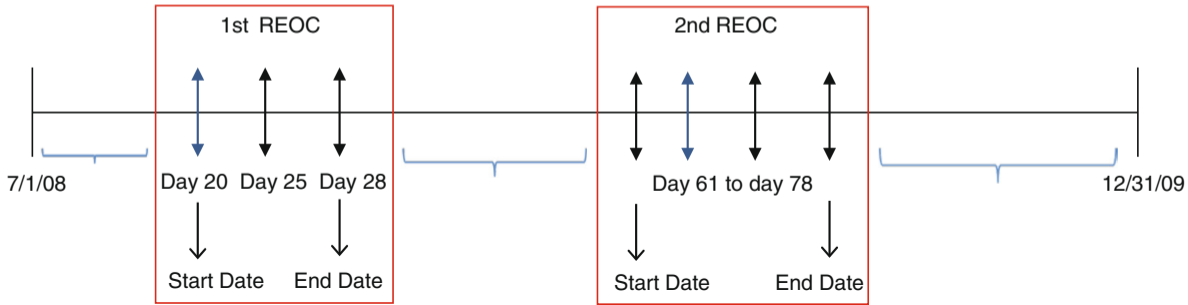 1st REOC
2nd REOC
7/1/08
Day 20
Day 25
Day 28
Day 61 to day 78
12/31/09
Start Date
End Date
Start Date
End Date